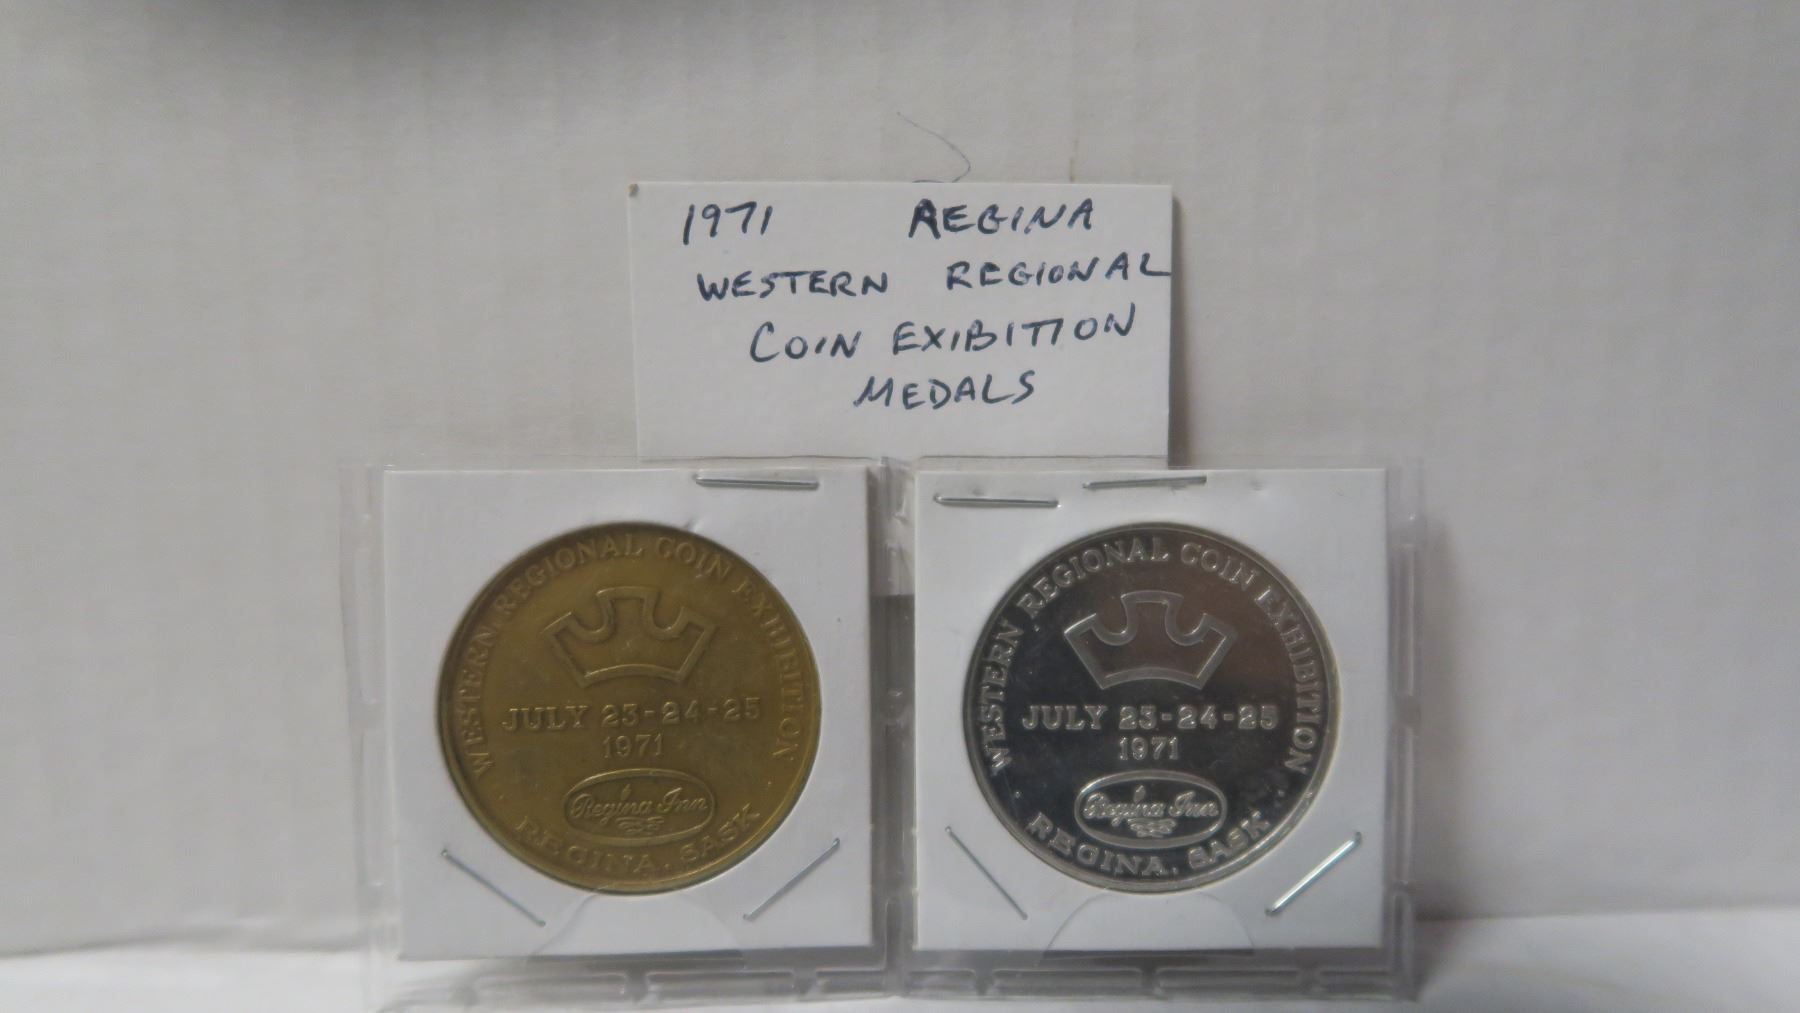 1971 REGINA
WESTERN REGIONAL
COIN EXIBITION
MEDALS
WESTERN REGIONAL COIN EXHIBITION
JULY 23-24-25
1971
Regina Inn
REGINA, SASK
WESTERN REGIONAL COIN EXHIBITION
JULY 23-24-25
1971
Regina Inn
REGINA, SASK